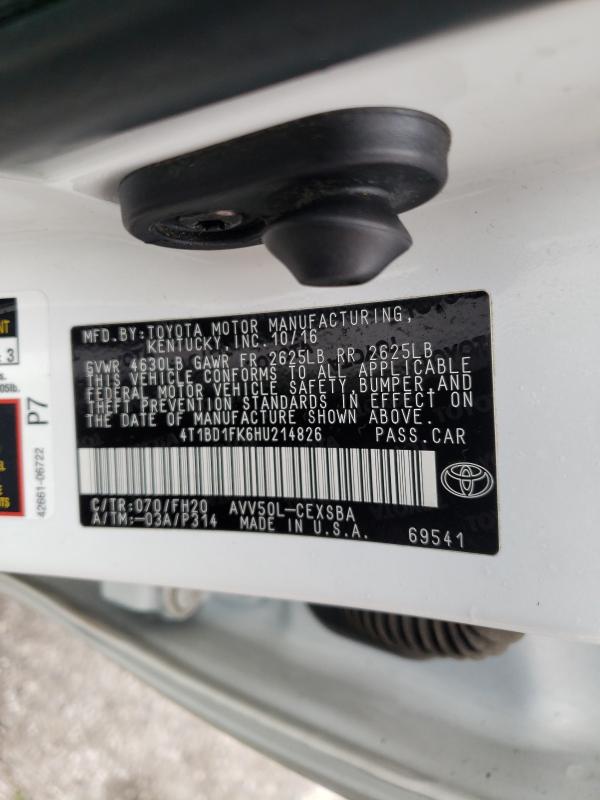 MFD.BY:TOYOTA MOTOR MANUFACTURING,
KENTUCKY, INC. 10/16
GVWR 4630LB GAWR FR 2625LB RR 2625LB
THIS VEHICLE CONFORMS TO ALL APPLICABLE
FEDERAL MOTOR VEHICLE SAFETY, BUMPER, AND
THEFT PREVENTION STANDARDS IN EFFECT ON
THE DATE OF MANUFACTURE SHOWN ABOVE.
4T1BD1FK6HU214826 PASS.CAR
C/TR:070/FH20 AVV50L-CEXSBA
A/TM:-03A/P314 MADE IN U.S.A. 69541
P7
42661-06722
3